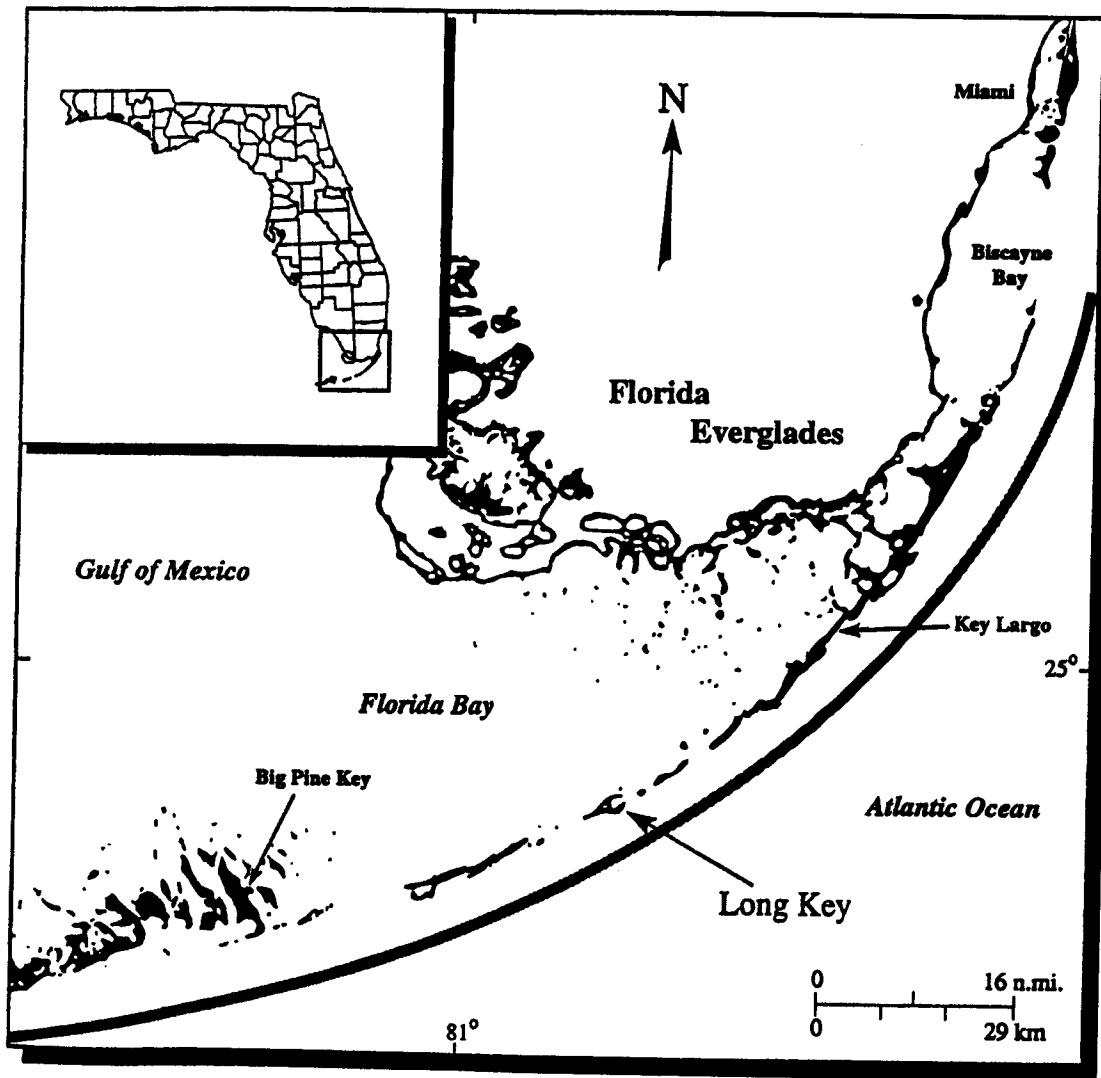 N
Miami
Biscayne
Bay
Florida
Everglades
Gulf of Mexico
Key Largo
25°
Florida Bay
Big Pine Key
Atlantic Ocean
Long Key
0 16 n.mi.
0 29 km
81°